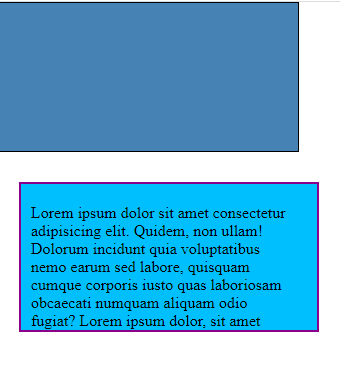 Lorem ipsum dolor sit amet consectetur
adipisicing elit. Quidem, non ullam!
Dolorum incidunt quia voluptatibus
nemo earum sed labore, quisquam
cumque corporis iusto quas laboriosam
obcaecati numquam aliquam odio
fugiat? Lorem ipsum dolor, sit amet